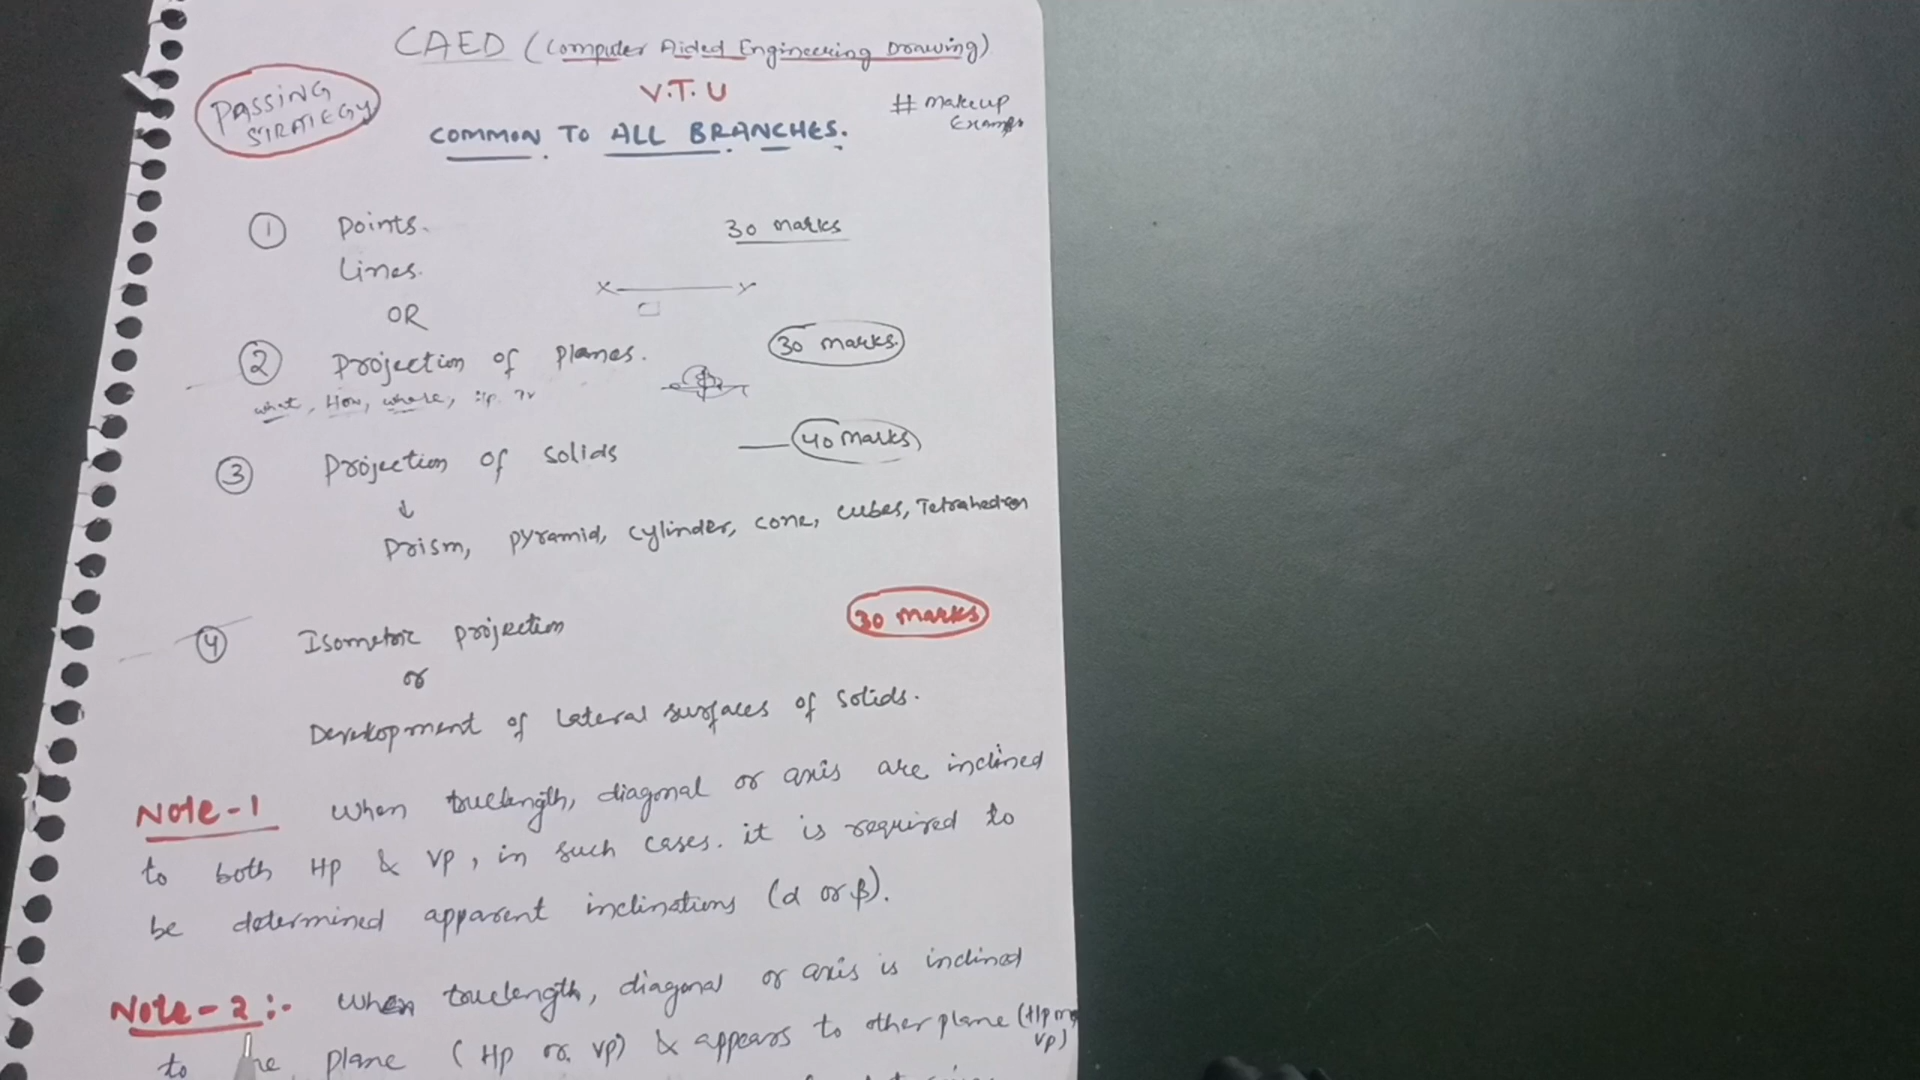 CAED (Computer Aided Engineering Drawing)
PASSING
STRATEGY
V.T.U
# makeup
Exams
COMMON TO ALL BRANCHES.
① Points. 30 marks
Lines.
X Y
OR
② Projection of planes. 30 marks.
what, How, where,
③ Projection of solids 40 marks
↓
Prism, pyramid, cylinder, cone, cubes, Tetrahedron
④ Isometric projection 30 marks
or
Development of lateral surfaces of solids.
Note-1 When truelength, diagonal or axis are inclined
to both Hp & Vp, in such cases. it is required to
be determined apparent inclinations (α or β).
Note-2:- When truelength, diagonal or axis is inclined
to plane (Hp or Vp) & appears to other plane (Hp or
Vp)